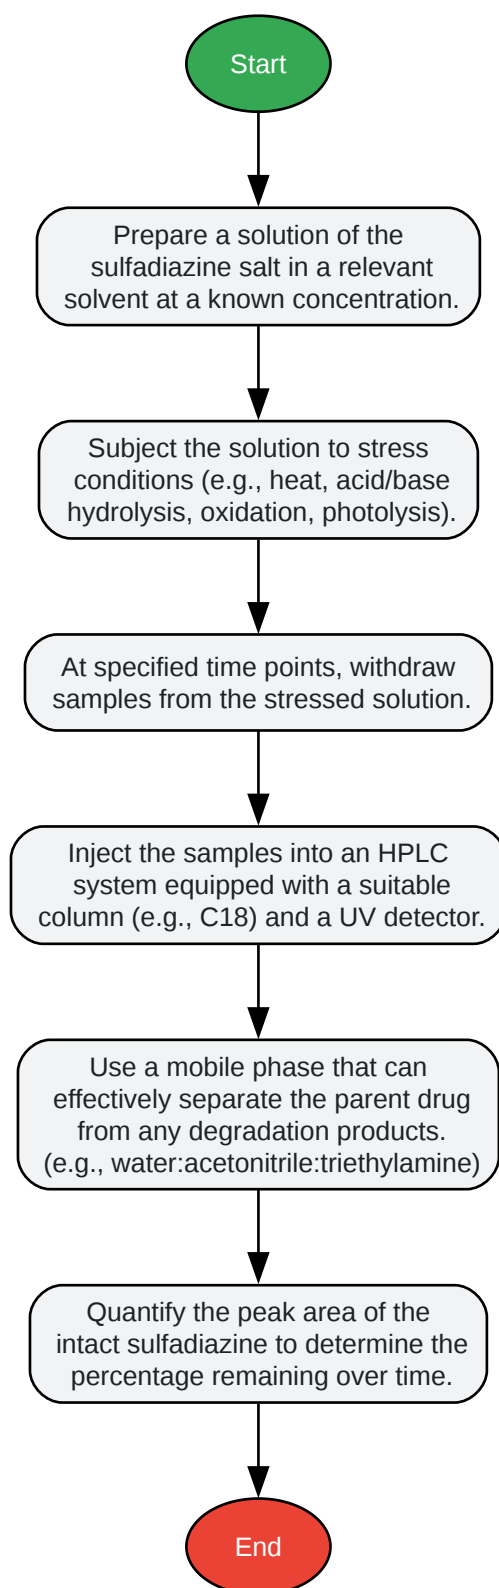 Start
Prepare a solution of the
sulfadiazine salt in a relevant
solvent at a known concentration.
Subject the solution to stress
conditions (e.g., heat, acid/base
hydrolysis, oxidation, photolysis).
At specified time points, withdraw
samples from the stressed solution.
Inject the samples into an HPLC
system equipped with a suitable
column (e.g., C18) and a UV detector.
Use a mobile phase that can
effectively separate the parent drug
from any degradation products.
(e.g., water:acetonitrile:triethylamine)
Quantify the peak area of the
intact sulfadiazine to determine the
percentage remaining over time.
End